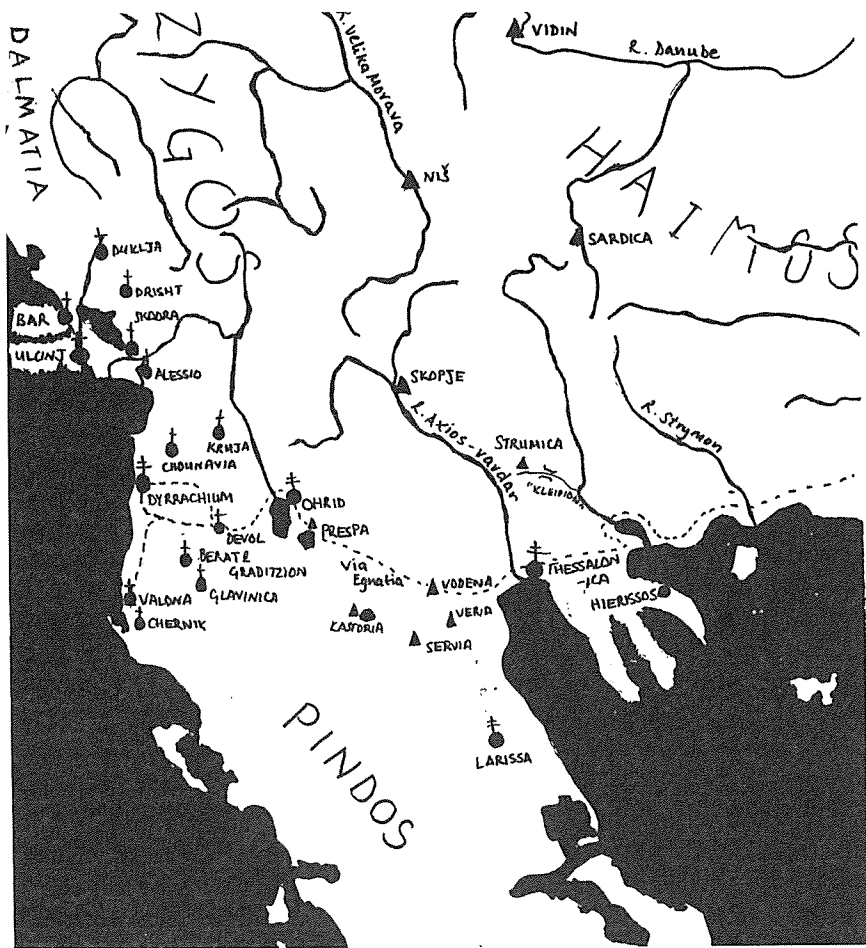 DALMATIA
ZYGOS
R. Velika Morava
VIDIN
R. Danube
HAIMOS
NIŠ
SARDICA
DUKLJA
DRISHT
BAR
SKODRA
ULCINJ
ALESSIO
SKOPJE
R. Axios-Vardar
R. Strymon
KRUJA
CHOUNAVIA
STRUMICA
"KLEIDION"
DYRRACHIUM
OHRID
DEVOL
PRESPA
BERAT R
GRADITZION
Via
Egnatia
VODENA
THESSALON
-ICA
HIERISSOS
GLAVINICA
VALONA
CHERNIK
KASTORIA
VERIA
SERVIA
PINDOS
LARISSA